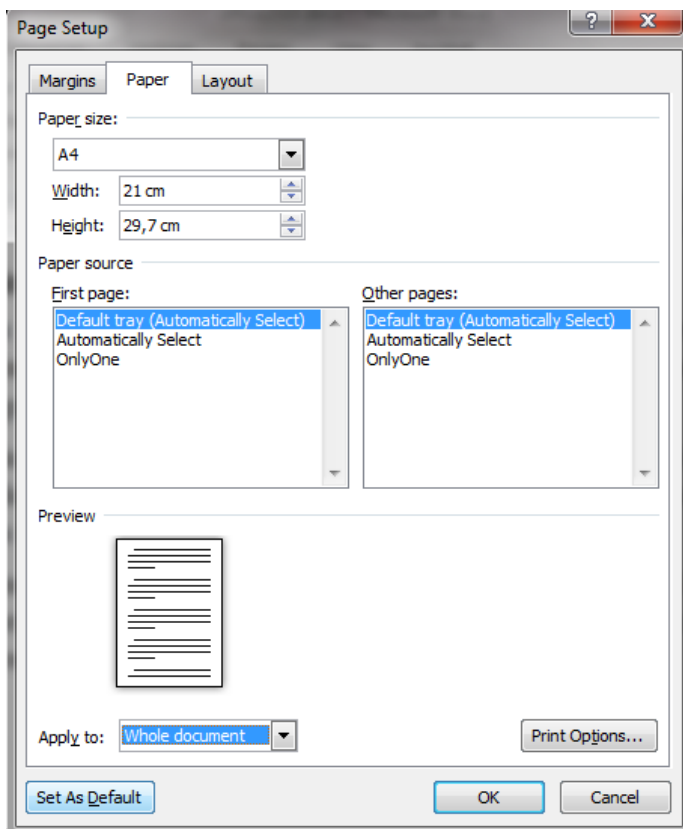 Page Setup
Margins Paper Layout
Paper size:
A4
Width: 21 cm
Height: 29,7 cm
Paper source
First page: Other pages:
Default tray (Automatically Select) Default tray (Automatically Select)
Automatically Select Automatically Select
OnlyOne OnlyOne
Preview
Apply to: Whole document Print Options...
Set As Default OK Cancel